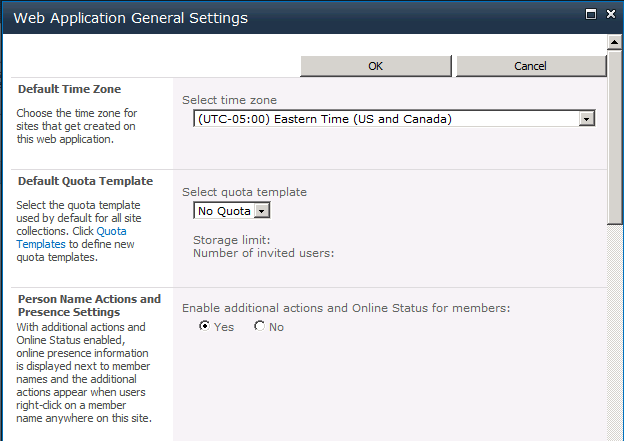 Web Application General Settings
OK
Cancel
Default Time Zone
Choose the time zone for
sites that get created on
this web application.
Select time zone
(UTC-05:00) Eastern Time (US and Canada)
Default Quota Template
Select the quota template
used by default for all site
collections. Click Quota
Templates to define new
quota templates.
Select quota template
No Quota
Storage limit:
Number of invited users:
Person Name Actions and
Presence Settings
With additional actions and
Online Status enabled,
online presence information
is displayed next to member
names and the additional
actions appear when users
right-click on a member
name anywhere on this site.
Enable additional actions and Online Status for members:
Yes
No